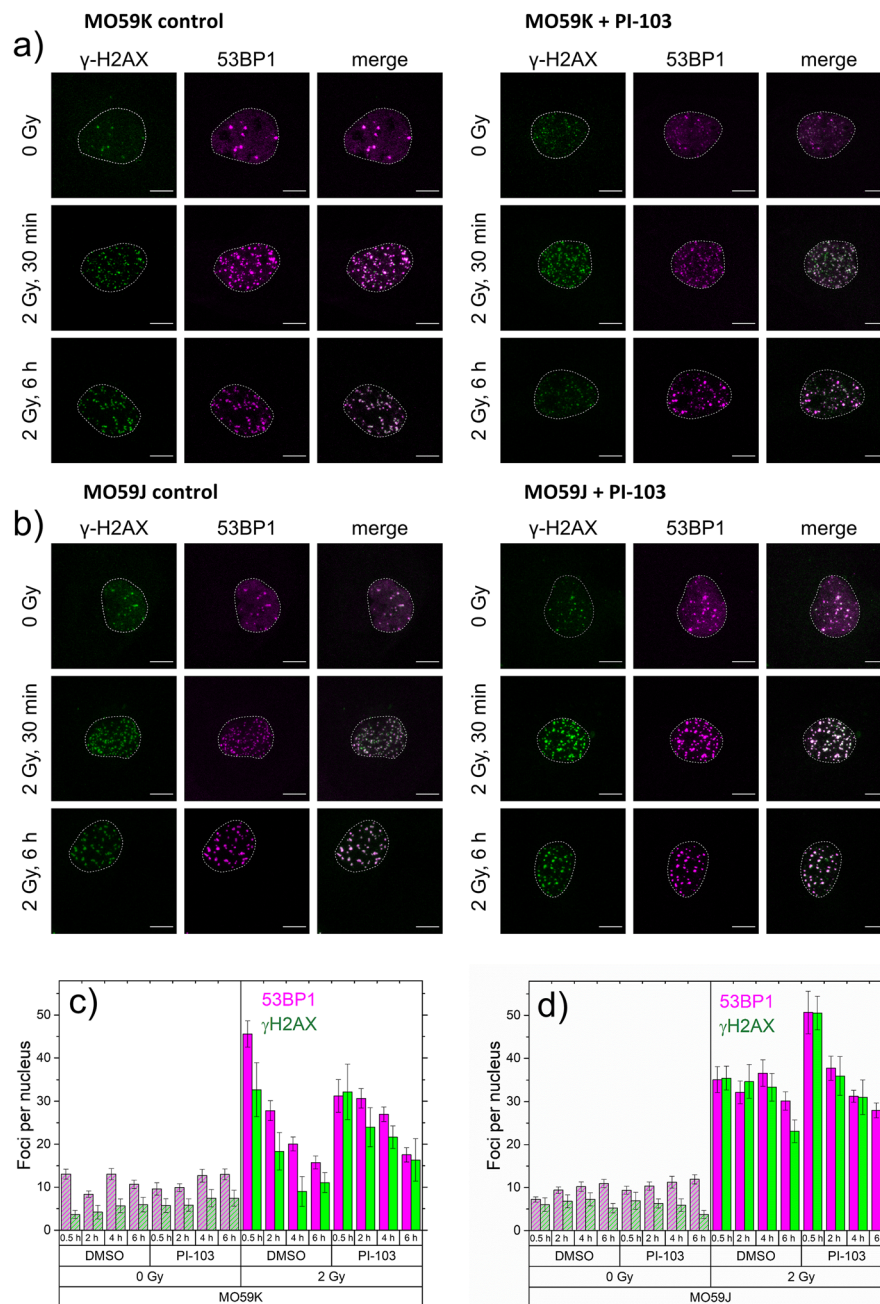 MO59K control
MO59K + PI-103
a)
γ-H2AX 53BP1 merge
γ-H2AX 53BP1 merge
0 Gy
0 Gy
2 Gy, 30 min
2 Gy, 30 min
2 Gy, 6 h
2 Gy, 6 h
MO59J control
MO59J + PI-103
b)
γ-H2AX 53BP1 merge
γ-H2AX 53BP1 merge
0 Gy
0 Gy
2 Gy, 30 min
2 Gy, 30 min
2 Gy, 6 h
2 Gy, 6 h
c)
53BP1
γH2AX
Foci per nucleus
50
40
30
20
10
0
0.5 h 2 h 4 h 6 h 0.5 h 2 h 4 h 6 h 0.5 h 2 h 4 h 6 h 0.5 h 2 h 4 h 6 h
DMSO PI-103 DMSO PI-103
0 Gy 2 Gy
MO59K
d)
53BP1
γH2AX
Foci per nucleus
50
40
30
20
10
0
0.5 h 2 h 4 h 6 h 0.5 h 2 h 4 h 6 h 0.5 h 2 h 4 h 6 h 0.5 h 2 h 4 h 6
DMSO PI-103 DMSO PI-103
0 Gy 2 Gy
MO59J